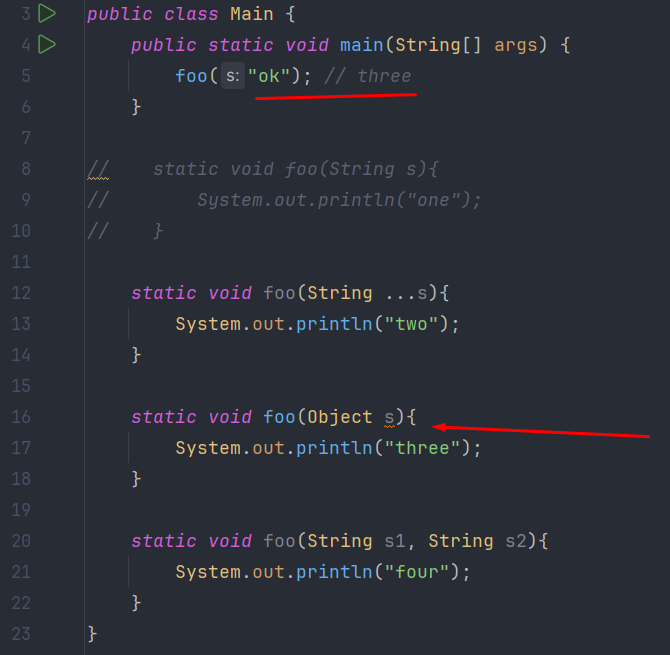 3 public class Main {
4 public static void main(String[] args) {
5 foo( s: "ok"); // three
6 }
7
8 // static void foo(String s){
9 // System.out.println("one");
10 // }
11
12 static void foo(String ...s){
13 System.out.println("two");
14 }
15
16 static void foo(Object s){
17 System.out.println("three");
18 }
19
20 static void foo(String s1, String s2){
21 System.out.println("four");
22 }
23 }